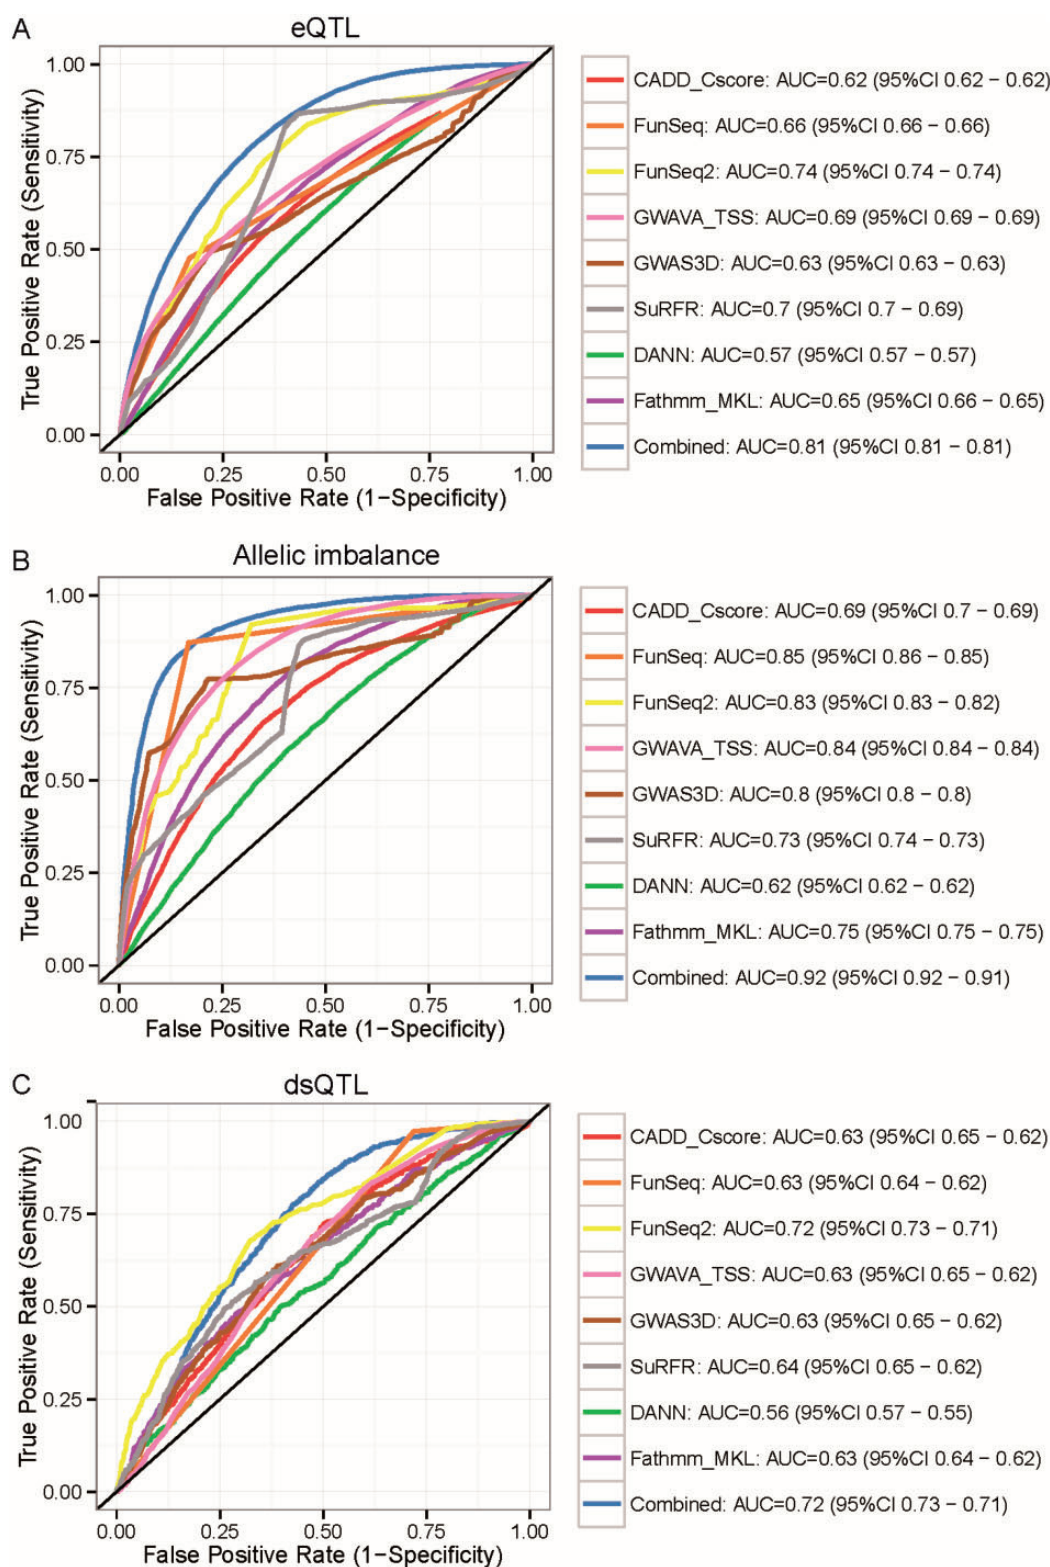 A
eQTL
True Positive Rate (Sensitivity)
1.00
0.75
0.50
0.25
0.00
0.00 0.25 0.50 0.75 1.00
False Positive Rate (1−Specificity)
CADD_Cscore: AUC=0.62 (95%CI 0.62 − 0.62)
FunSeq: AUC=0.66 (95%CI 0.66 − 0.66)
FunSeq2: AUC=0.74 (95%CI 0.74 − 0.74)
GWAVA_TSS: AUC=0.69 (95%CI 0.69 − 0.69)
GWAS3D: AUC=0.63 (95%CI 0.63 − 0.63)
SuRFR: AUC=0.7 (95%CI 0.7 − 0.69)
DANN: AUC=0.57 (95%CI 0.57 − 0.57)
Fathmm_MKL: AUC=0.65 (95%CI 0.66 − 0.65)
Combined: AUC=0.81 (95%CI 0.81 − 0.81)
B
Allelic imbalance
True Positive Rate (Sensitivity)
1.00
0.75
0.50
0.25
0.00
0.00 0.25 0.50 0.75 1.00
False Positive Rate (1−Specificity)
CADD_Cscore: AUC=0.69 (95%CI 0.7 − 0.69)
FunSeq: AUC=0.85 (95%CI 0.86 − 0.85)
FunSeq2: AUC=0.83 (95%CI 0.83 − 0.82)
GWAVA_TSS: AUC=0.84 (95%CI 0.84 − 0.84)
GWAS3D: AUC=0.8 (95%CI 0.8 − 0.8)
SuRFR: AUC=0.73 (95%CI 0.74 − 0.73)
DANN: AUC=0.62 (95%CI 0.62 − 0.62)
Fathmm_MKL: AUC=0.75 (95%CI 0.75 − 0.75)
Combined: AUC=0.92 (95%CI 0.92 − 0.91)
C
dsQTL
True Positive Rate (Sensitivity)
1.00
0.75
0.50
0.25
0.00
0.00 0.25 0.50 0.75 1.00
False Positive Rate (1−Specificity)
CADD_Cscore: AUC=0.63 (95%CI 0.65 − 0.62)
FunSeq: AUC=0.63 (95%CI 0.64 − 0.62)
FunSeq2: AUC=0.72 (95%CI 0.73 − 0.71)
GWAVA_TSS: AUC=0.63 (95%CI 0.65 − 0.62)
GWAS3D: AUC=0.63 (95%CI 0.65 − 0.62)
SuRFR: AUC=0.64 (95%CI 0.65 − 0.62)
DANN: AUC=0.56 (95%CI 0.57 − 0.55)
Fathmm_MKL: AUC=0.63 (95%CI 0.64 − 0.62)
Combined: AUC=0.72 (95%CI 0.73 − 0.71)